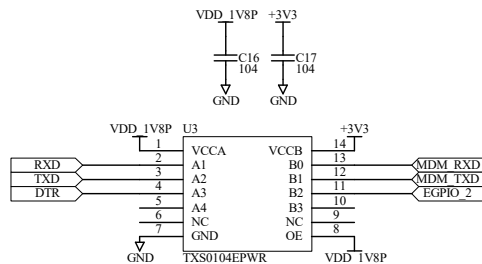 VDD_1V8P +3V3
C16 C17
104 104
GND GND
VDD_1V8P U3 +3V3
1 VCCA VCCB 14
RXD 2 A1 B0 13 MDM_RXD
TXD 3 A2 B1 12 MDM_TXD
DTR 4 A3 B2 11 EGPIO_2
5 A4 B3 10
6 NC NC 9
7 GND OE 8
GND TXS0104EPWR VDD_1V8P